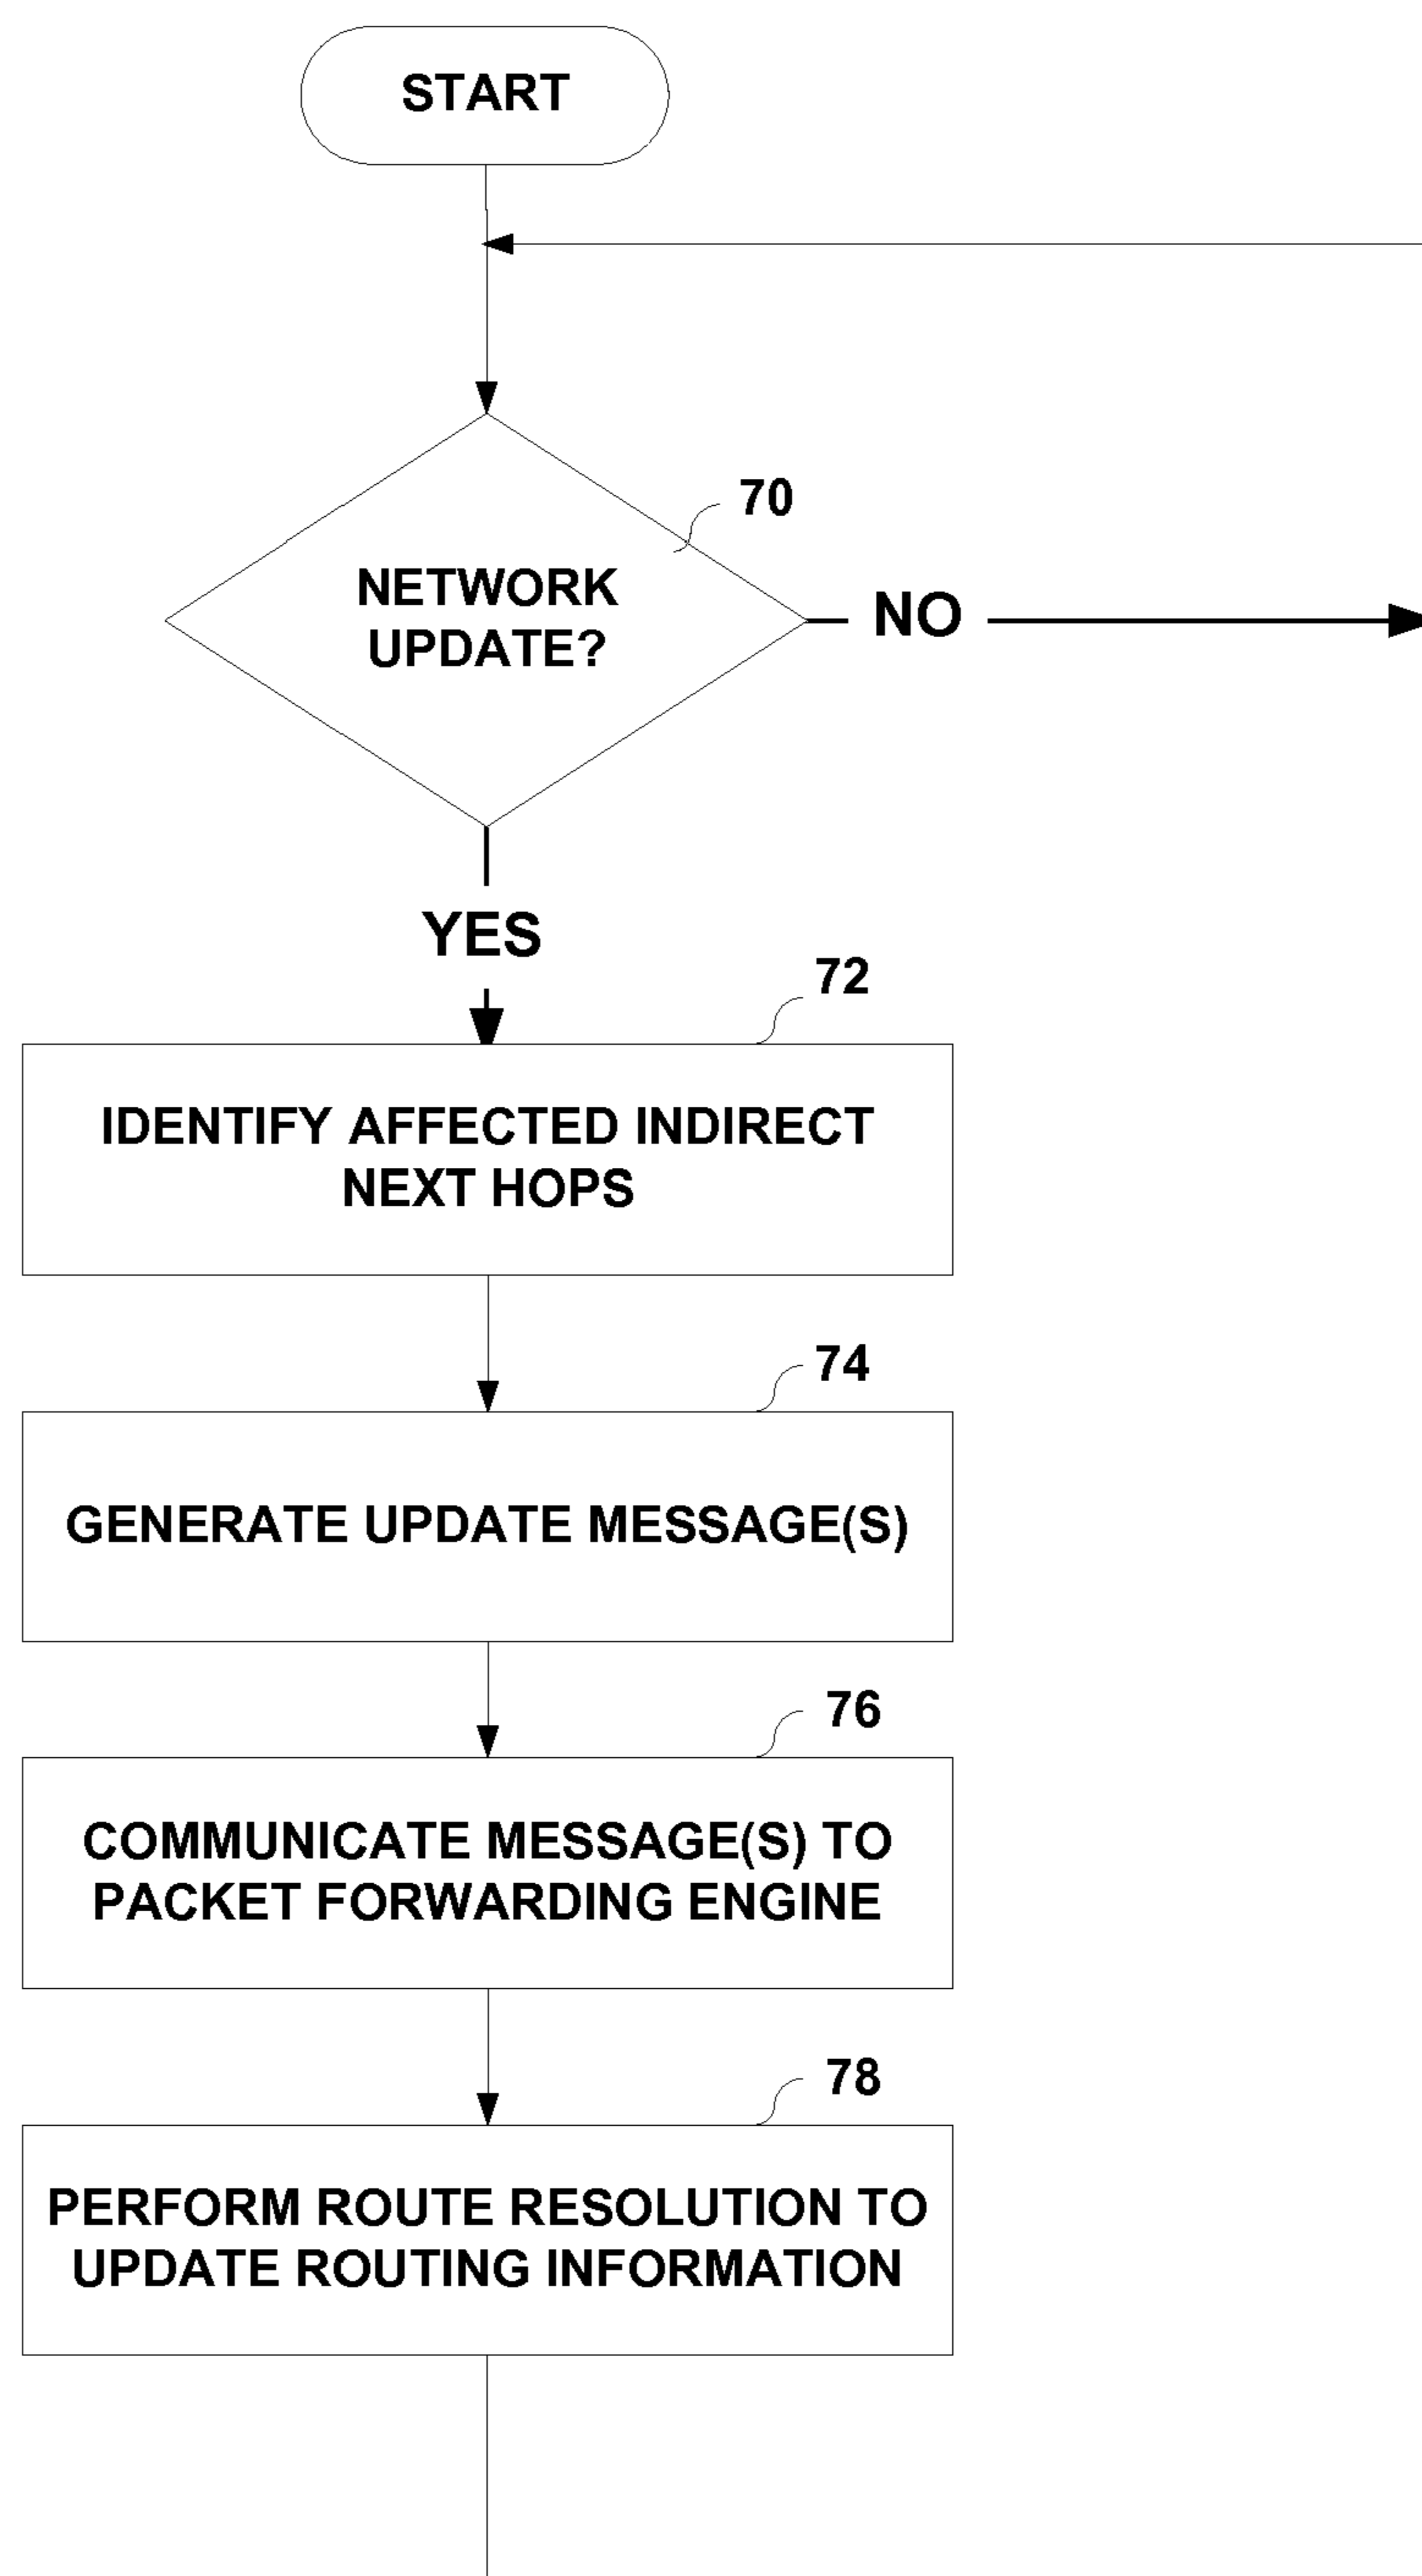 START
70
NETWORK
UPDATE?
NO
YES
72
IDENTIFY AFFECTED INDIRECT
NEXT HOPS
74
GENERATE UPDATE MESSAGE(S)
76
COMMUNICATE MESSAGE(S) TO
PACKET FORWARDING ENGINE
78
PERFORM ROUTE RESOLUTION TO
UPDATE ROUTING INFORMATION